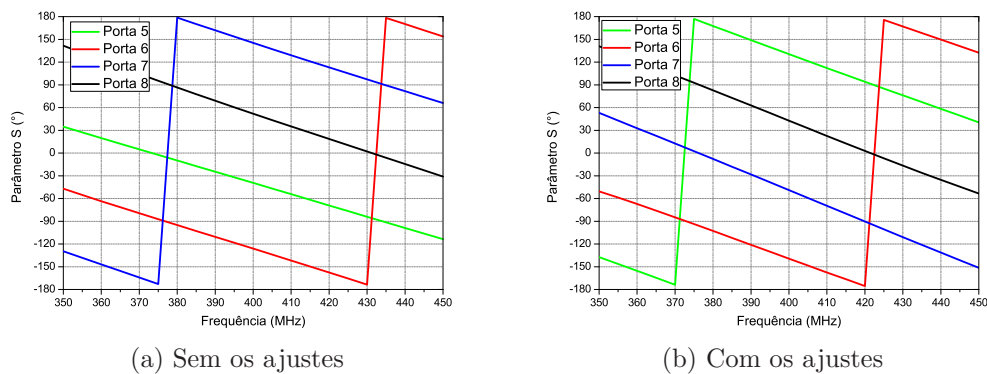 180
150
120
90
60
30
0
-30
-60
-90
-120
-150
-180
Parâmetro S (°)
Porta 5
Porta 6
Porta 7
Porta 8
350 360 370 380 390 400 410 420 430 440 450
Frequência (MHz)
(a) Sem os ajustes
180
150
120
90
60
30
0
-30
-60
-90
-120
-150
-180
Parâmetro S (°)
Porta 5
Porta 6
Porta 7
Porta 8
350 360 370 380 390 400 410 420 430 440 450
Frequência (MHz)
(b) Com os ajustes